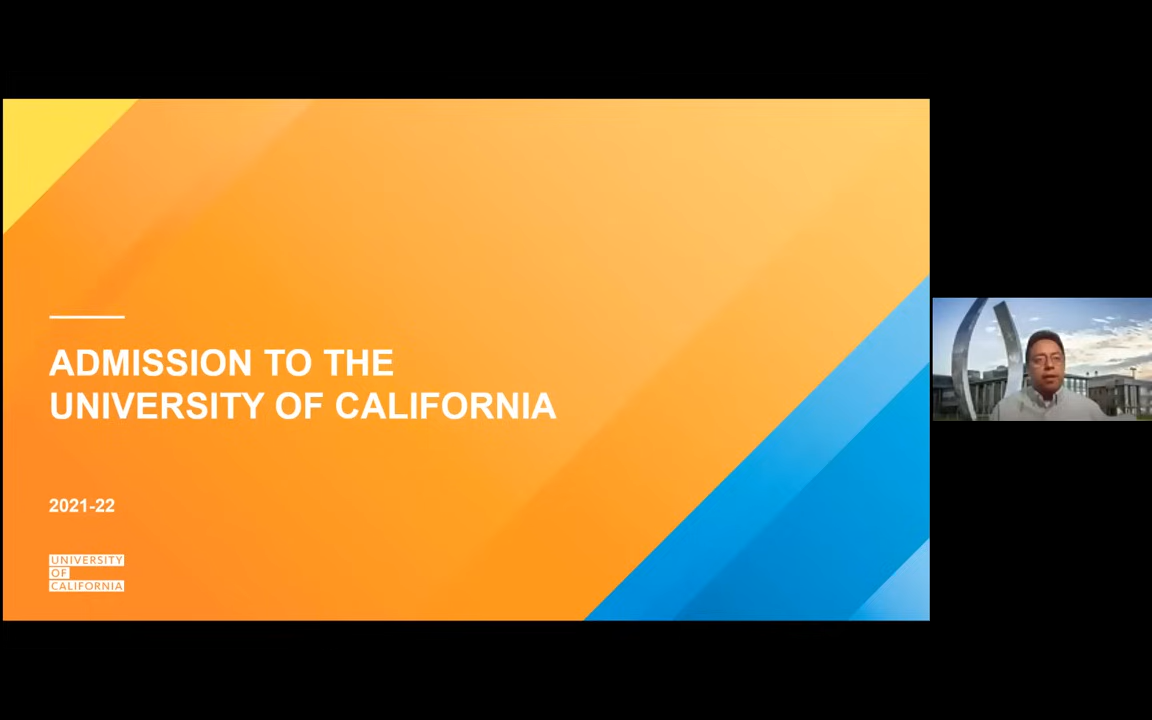 ADMISSION TO THE
UNIVERSITY OF CALIFORNIA
2021-22
UNIVERSITY
OF
CALIFORNIA